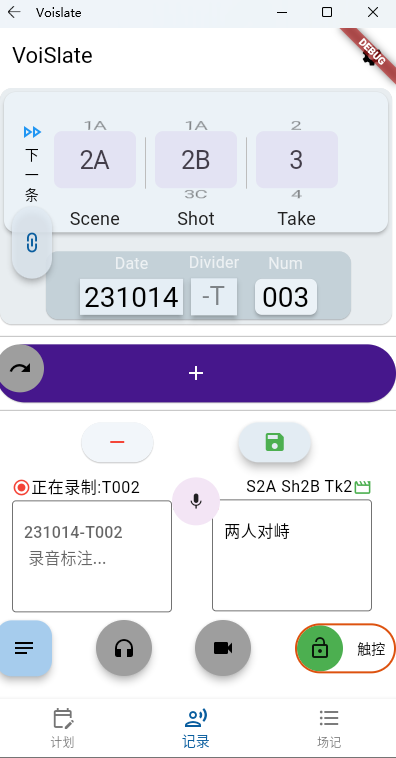 Voislate
VoiSlate
DEBUG
1A 1A 2
2A 2B 3
3C 4
下一条
Scene Shot Take
Date Divider Num
231014 -T 003
+
正在录制:T002
S2A Sh2B Tk2
231014-T002
录音标注...
两人对峙
触控
计划 记录 场记